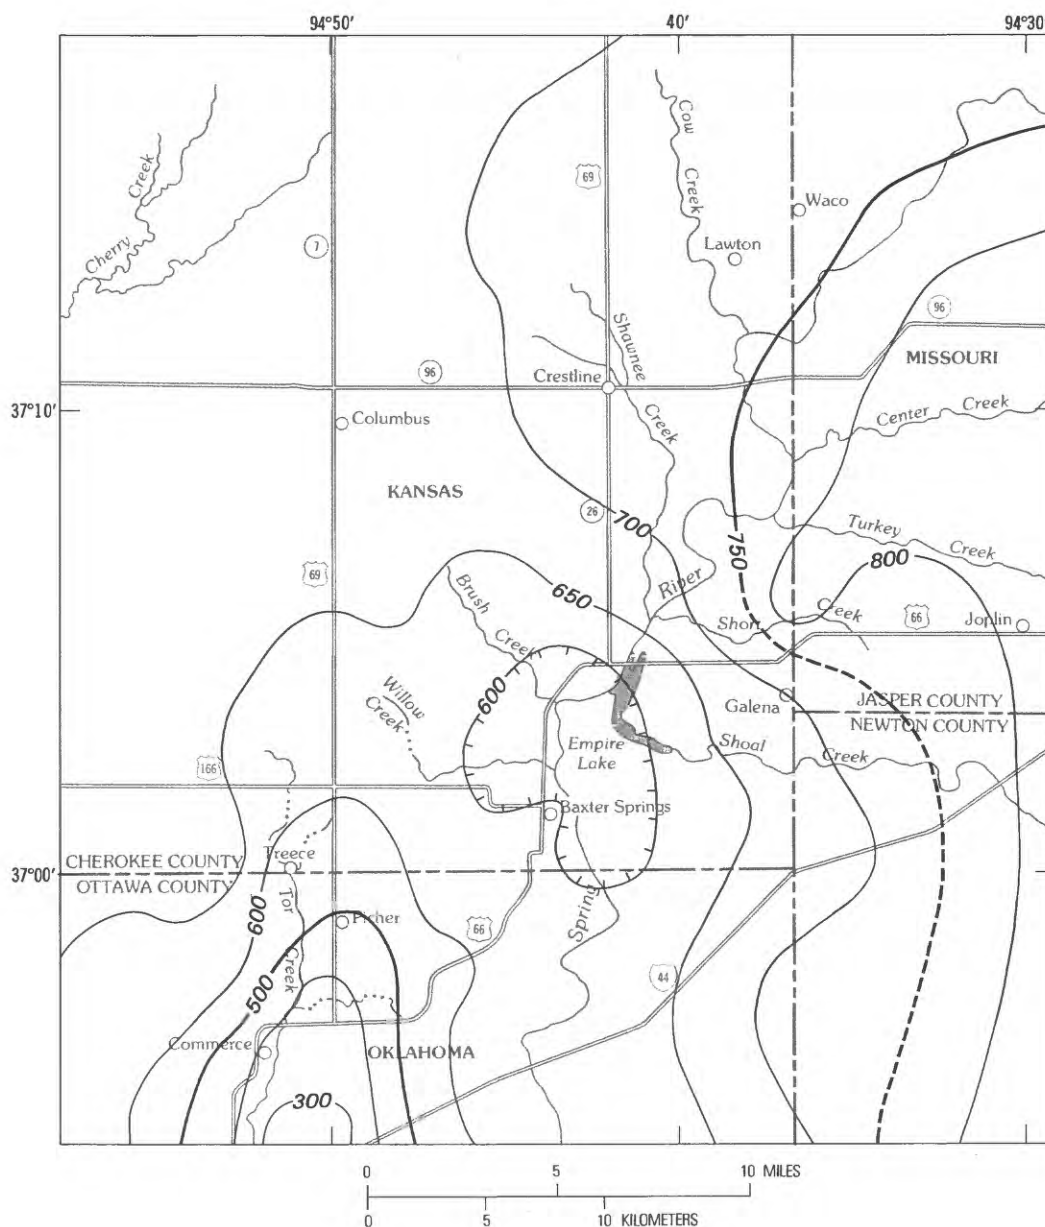 94°50'
40'
94°30'
Cow
Creek
69
Waco
Lawton
Creek
Cherry
7
Shawnee
Creek
96
96
MISSOURI
Crestline
37°10'
Columbus
Center Creek
KANSAS
26
700
750
Turkey
Creek
800
69
650
Brush
Creek
River
Short Creek
66
Joplin
600
Willow
Creek
Galena
JASPER COUNTY
NEWTON COUNTY
Empire
Lake
Shoal
Creek
166
Baxter Springs
Treece
CHEROKEE COUNTY
37°00'
OTTAWA COUNTY
600
Tar
Creek
Picher
66
Spring
500
44
Commerce
OKLAHOMA
300
0 5 10 MILES
0 5 10 KILOMETERS